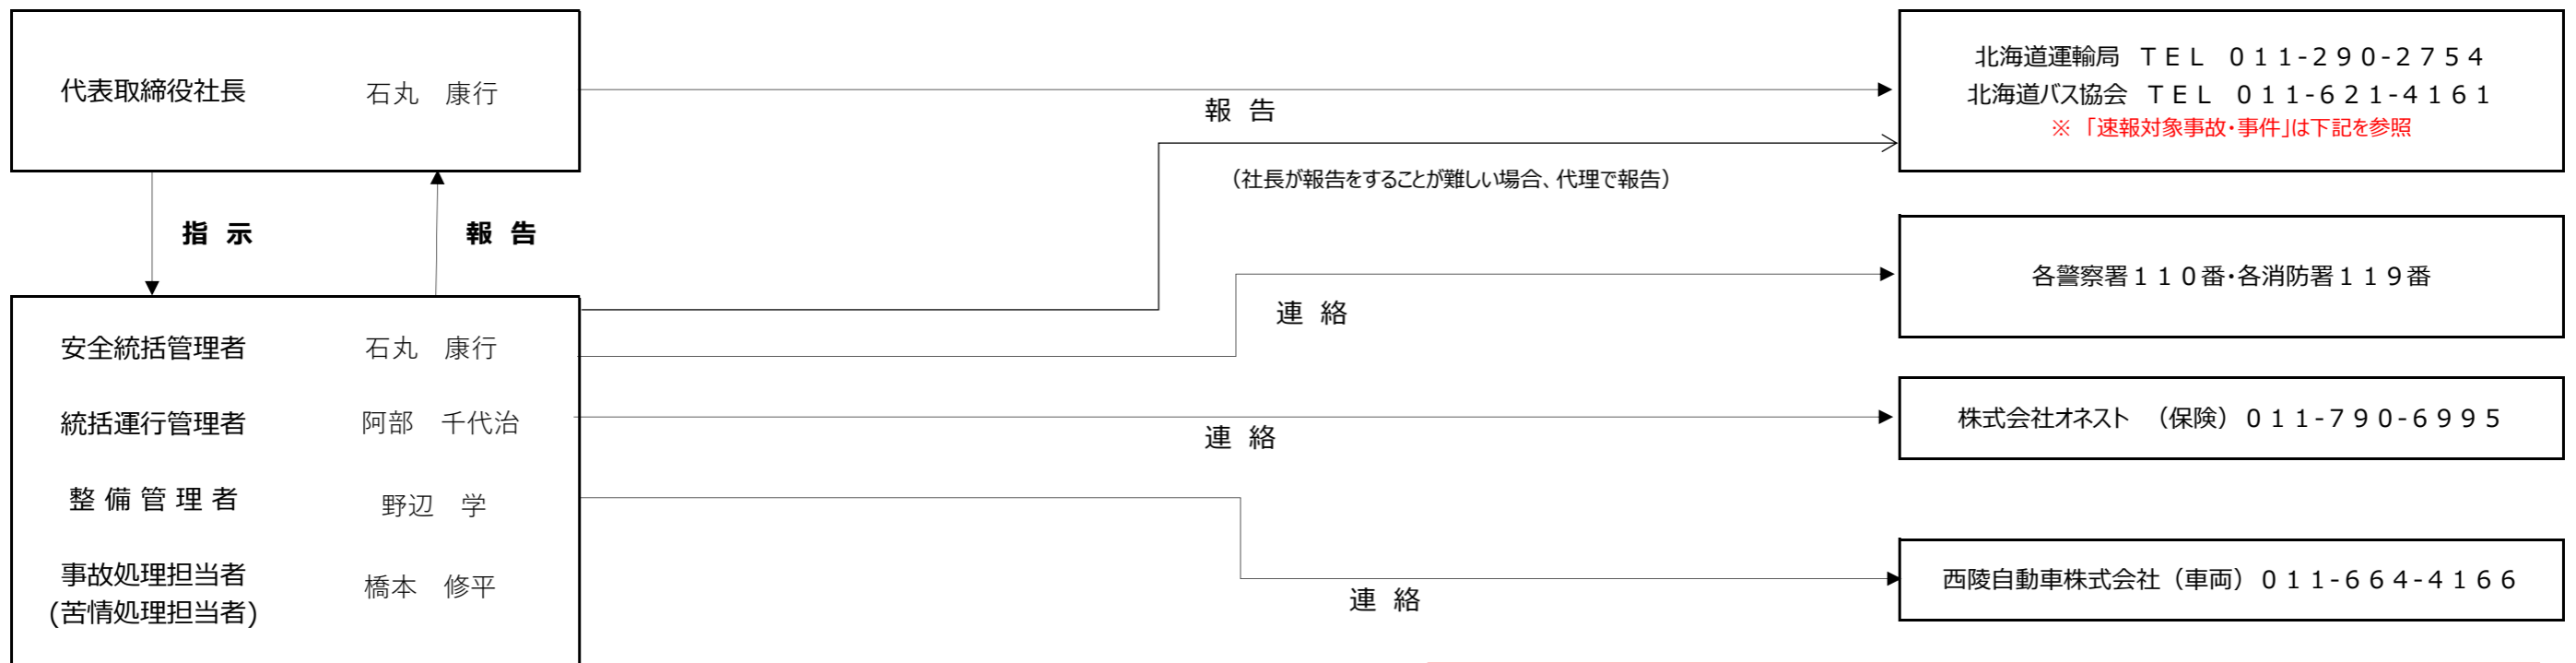 代表取締役社長　石丸　康行
北海道運輸局　ＴＥＬ　０１１-２９０-２７５４
北海道バス協会　ＴＥＬ　０１１-６２１-４１６１
※「速報対象事故・事件」は下記を参照
報 告
（社長が報告をすることが難しい場合、代理で報告）
指 示
報 告
各警察署１１０番・各消防署１１９番
連 絡
安全統括管理者　石丸　康行
統括運行管理者　阿部　千代治
連 絡
株式会社オネスト　（保険）０１１-７９０-６９９５
整 備 管 理 者　野辺　学
事故処理担当者　橋本　修平
(苦情処理担当者)
連 絡
西陵自動車株式会社（車両）０１１-６６４-４１６６